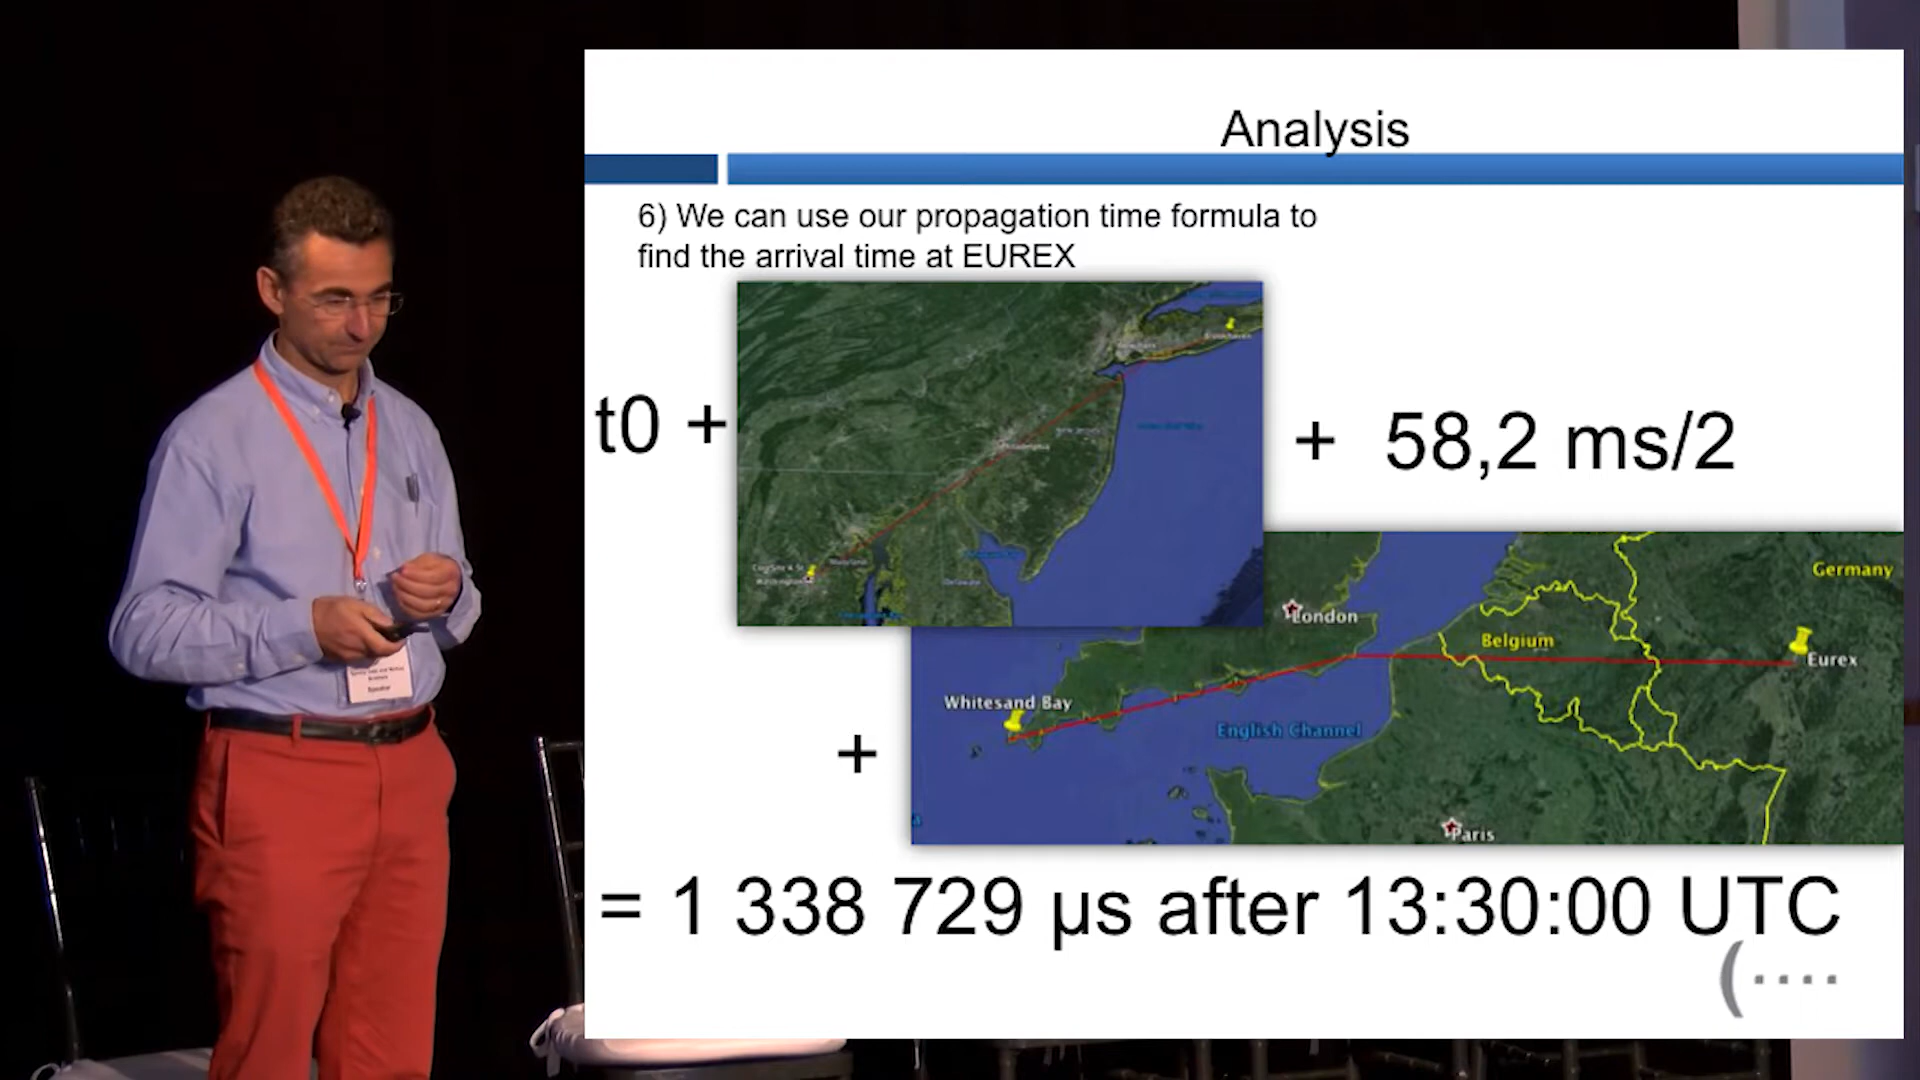 Analysis
6) We can use our propagation time formula to
find the arrival time at EUREX
t0 +
+ 58,2 ms/2
Germany
London
Belgium
Eurex
Whitesand Bay
English Channel
+
Paris
= 1 338 729 µs after 13:30:00 UTC
(....
Delaware
Speaker